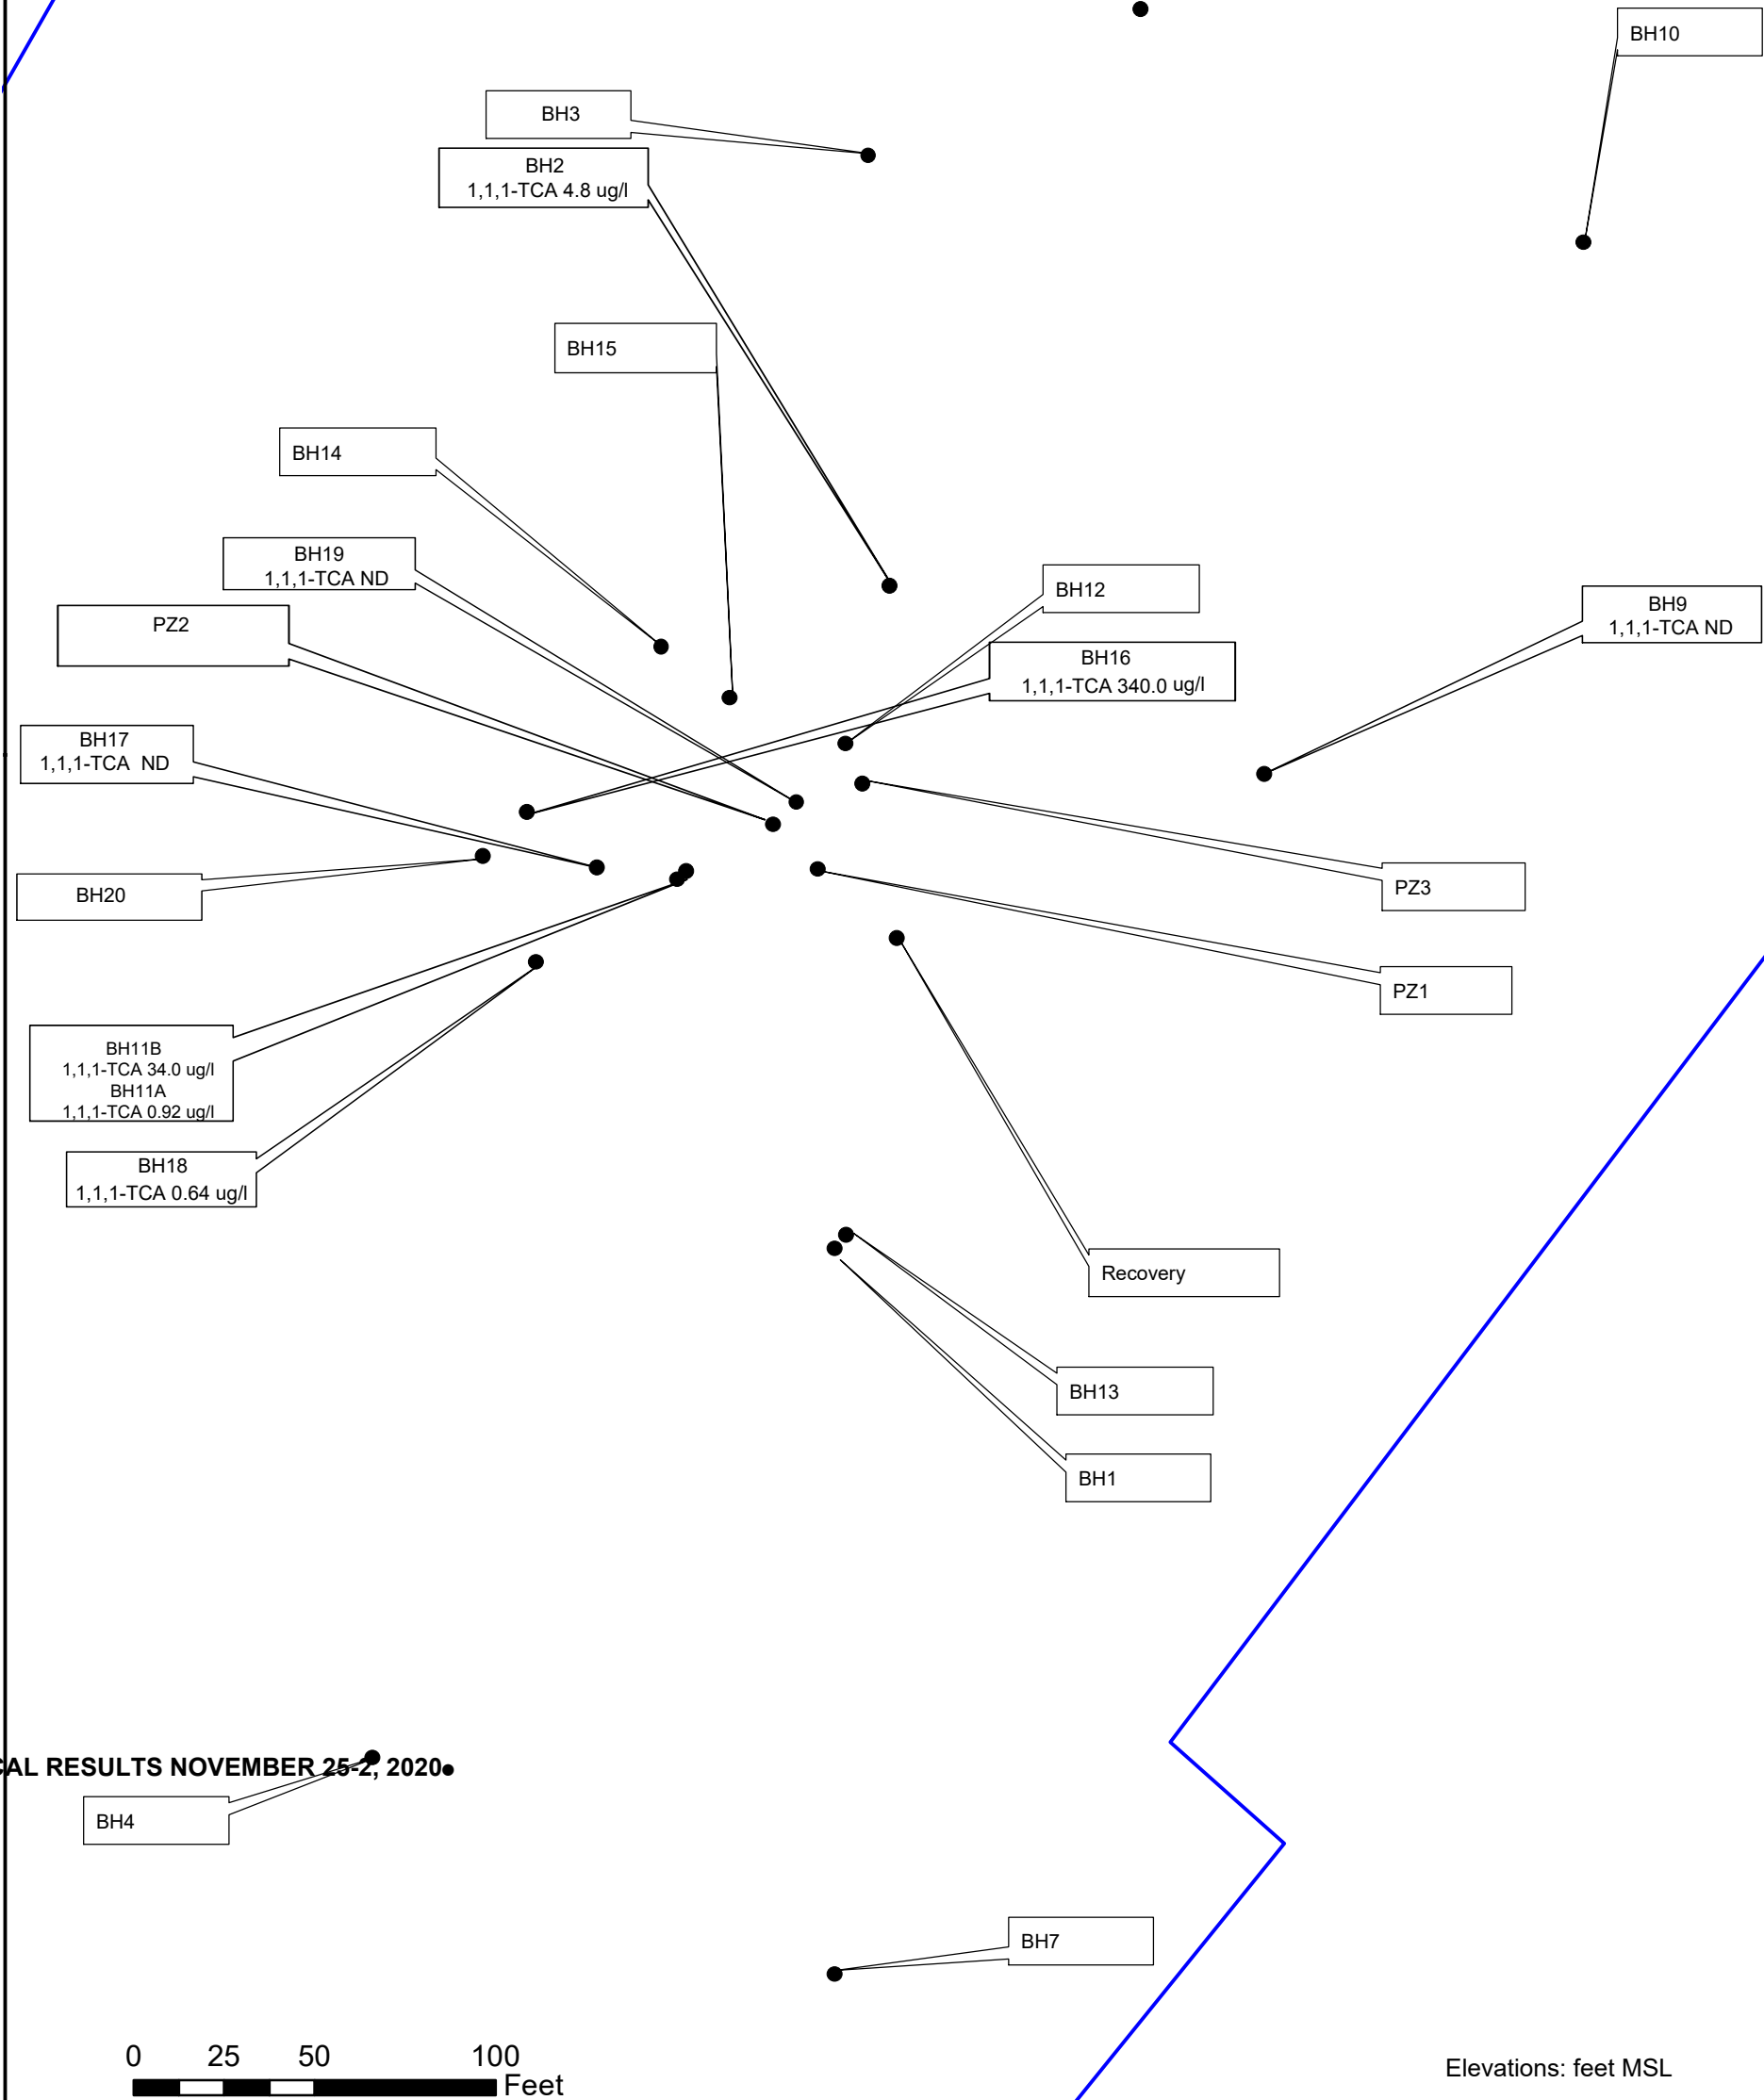 BH10
BH3
BH2
1,1,1-TCA 4.8 ug/l
BH15
BH14
BH19
1,1,1-TCA ND
BH12
BH9
1,1,1-TCA ND
PZ2
BH16
1,1,1-TCA 340.0 ug/l
BH17
1,1,1-TCA ND
BH20
PZ3
PZ1
BH11B
1,1,1-TCA 34.0 ug/l
BH11A
1,1,1-TCA 0.92 ug/l
BH18
1,1,1-TCA 0.64 ug/l
Recovery
BH13
BH1
CAL RESULTS NOVEMBER 25-2, 2020
BH4
BH7
0 25 50 100
Feet
Elevations: feet MSL